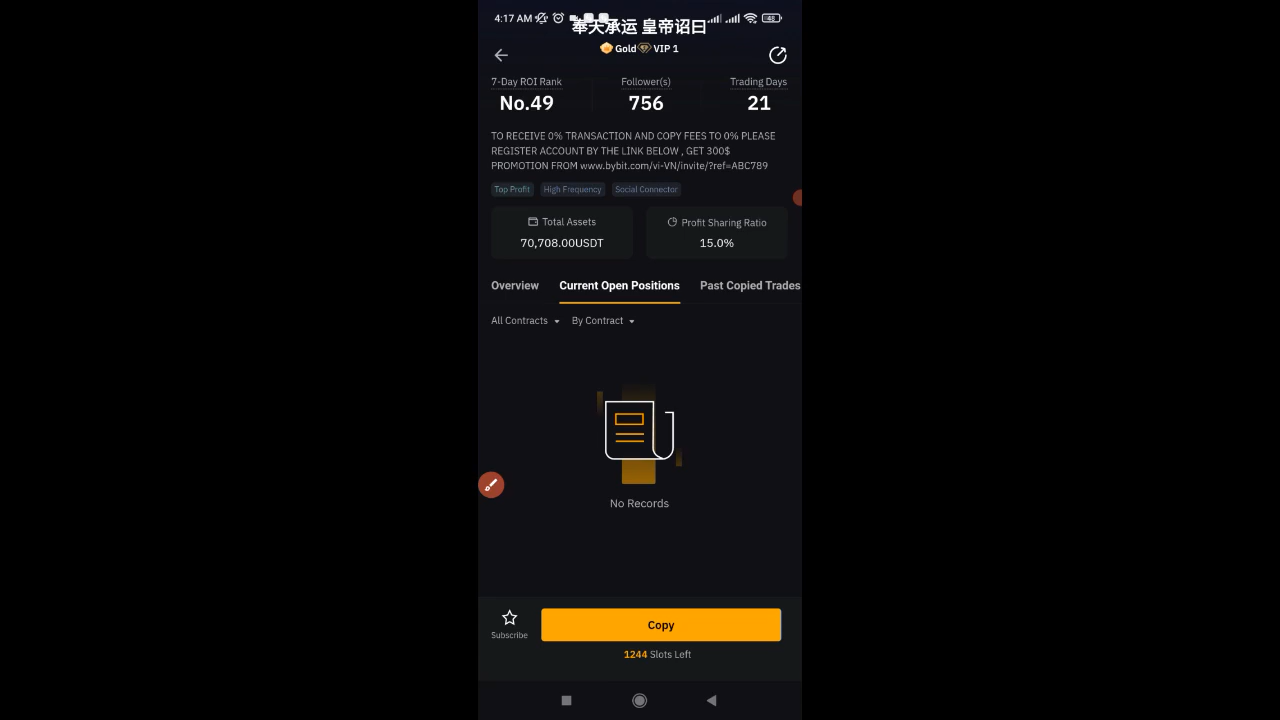 4:17 AM 48
奉天承运 皇帝诏曰
Gold VIP 1
7-Day ROI Rank Follower(s) Trading Days
No.49 756 21
TO RECEIVE 0% TRANSACTION AND COPY FEES TO 0% PLEASE
REGISTER ACCOUNT BY THE LINK BELOW , GET 300$
PROMOTION FROM www.bybit.com/vi-VN/invite/?ref=ABC789
Top Profit High Frequency Social Connector
Total Assets Profit Sharing Ratio
70,708.00USDT 15.0%
Overview Current Open Positions Past Copied Trades
All Contracts By Contract
No Records
Copy
Subscribe
1244 Slots Left